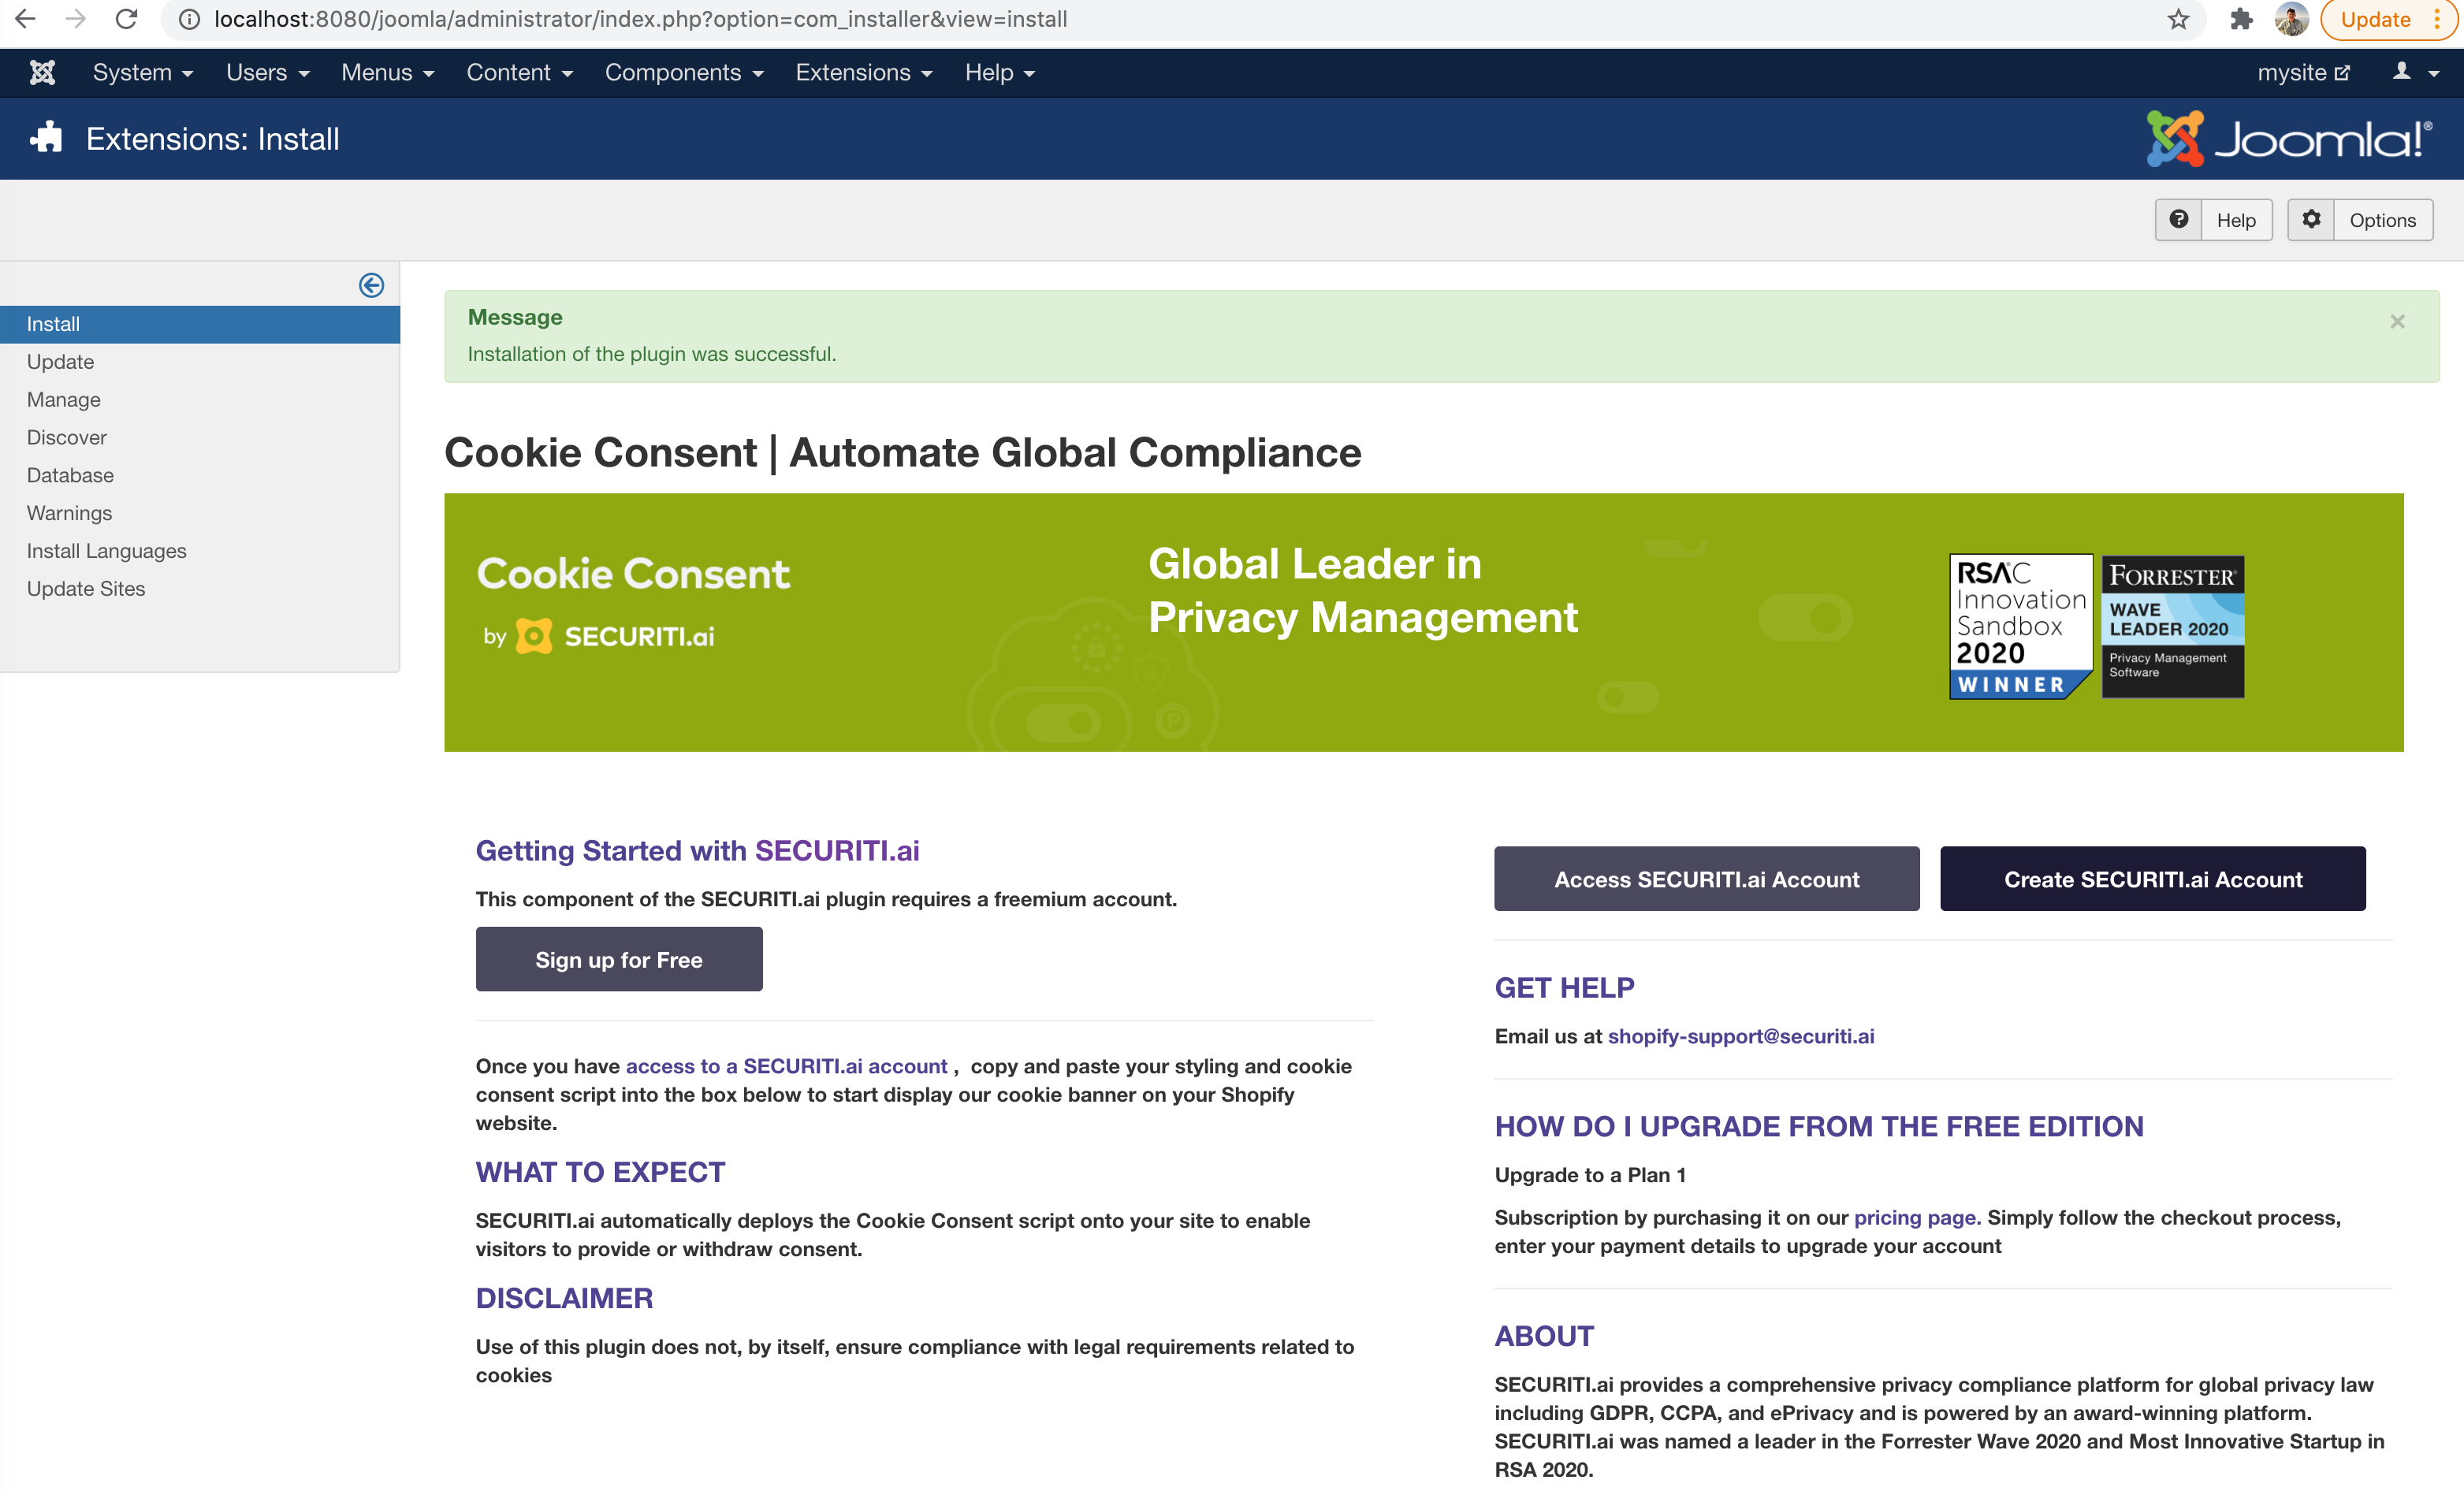 localhost:8080/joomla/administrator/index.php?option=com_installer&view=install
Update
System Users Menus Content Components Extensions Help
mysite
Extensions: Install
Joomla!®
Help
Options
Install
Update
Manage
Discover
Database
Warnings
Install Languages
Update Sites
Message
Installation of the plugin was successful.
×
Cookie Consent | Automate Global Compliance
Cookie Consent
by SECURITI.ai
Global Leader in
Privacy Management
P
RSAC
Innovation
Sandbox
2020
WINNER
FORRESTER
WAVE
LEADER 2020
Privacy Management
Software
Getting Started with SECURITI.ai
This component of the SECURITI.ai plugin requires a freemium account.
Sign up for Free
Once you have access to a SECURITI.ai account , copy and paste your styling and cookie
consent script into the box below to start display our cookie banner on your Shopify
website.
WHAT TO EXPECT
SECURITI.ai automatically deploys the Cookie Consent script onto your site to enable
visitors to provide or withdraw consent.
DISCLAIMER
Use of this plugin does not, by itself, ensure compliance with legal requirements related to
cookies
Access SECURITI.ai Account
Create SECURITI.ai Account
GET HELP
Email us at shopify-support@securiti.ai
HOW DO I UPGRADE FROM THE FREE EDITION
Upgrade to a Plan 1
Subscription by purchasing it on our pricing page. Simply follow the checkout process,
enter your payment details to upgrade your account
ABOUT
SECURITI.ai provides a comprehensive privacy compliance platform for global privacy law
including GDPR, CCPA, and ePrivacy and is powered by an award-winning platform.
SECURITI.ai was named a leader in the Forrester Wave 2020 and Most Innovative Startup in
RSA 2020.